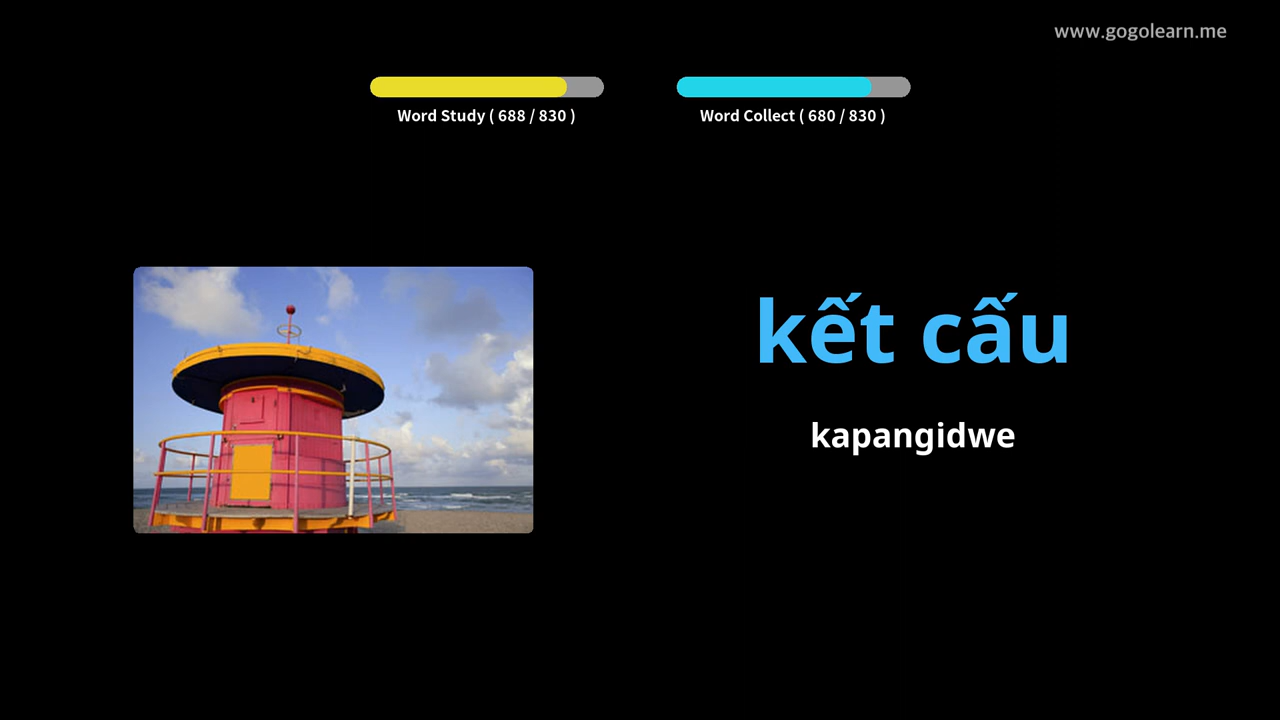 www.gogolearn.me
Word Study ( 688 / 830 )
Word Collect ( 680 / 830 )
kết cấu
kapangidwe